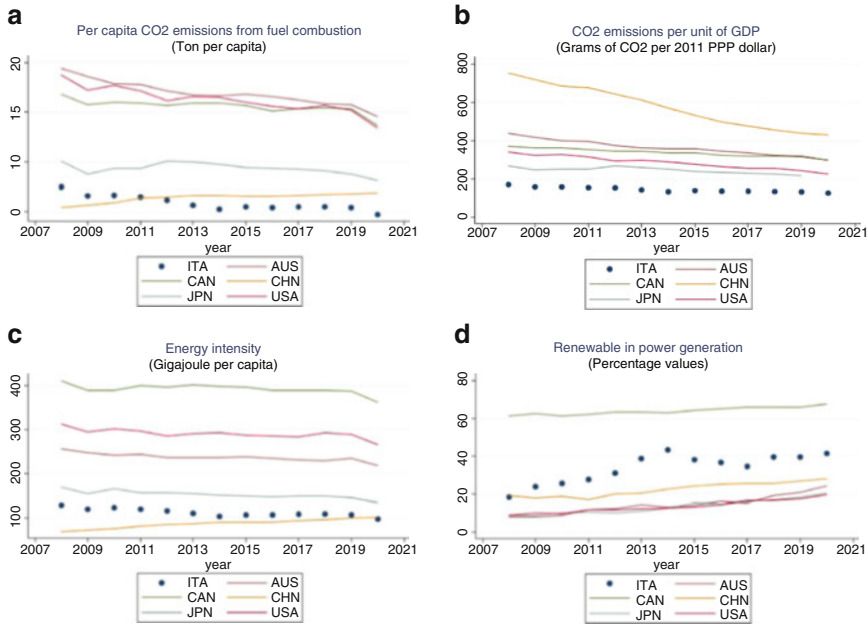 a
Per capita CO2 emissions from fuel combustion
(Ton per capita)
20
15
10
0
2007 2009 2011 2013 2015 2017 2019 2021
year
ITA AUS
CAN CHN
JPN USA
b
CO2 emissions per unit of GDP
(Grams of CO2 per 2011 PPP dollar)
800
600
400
200
0
2007 2009 2011 2013 2015 2017 2019 2021
year
ITA AUS
CAN CHN
JPN USA
c
Energy intensity
(Gigajoule per capita)
400
300
200
100
2007 2009 2011 2013 2015 2017 2019 2021
year
ITA AUS
CAN CHN
JPN USA
d
Renewable in power generation
(Percentage values)
80
60
40
20
0
2007 2009 2011 2013 2015 2017 2019 2021
year
ITA AUS
CAN CHN
JPN USA